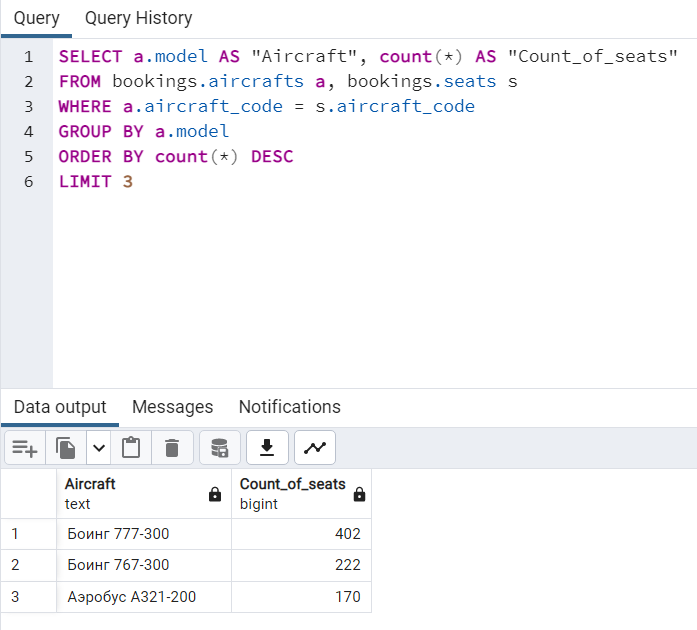 Query Query History
1 SELECT a.model AS "Aircraft", count(*) AS "Count_of_seats"
2 FROM bookings.aircrafts a, bookings.seats s
3 WHERE a.aircraft_code = s.aircraft_code
4 GROUP BY a.model
5 ORDER BY count(*) DESC
6 LIMIT 3
Data output Messages Notifications
Aircraft Count_of_seats
text bigint
1 Боинг 777-300 402
2 Боинг 767-300 222
3 Аэробус A321-200 170